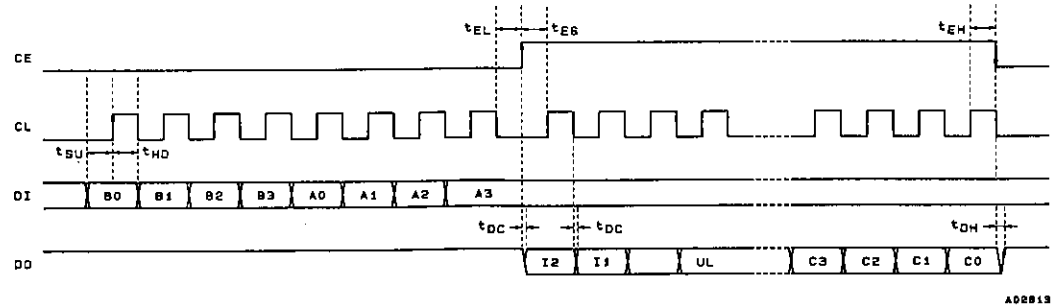 tEL tES tEH
CE
CL
tSU tHD
DI B0 B1 B2 B3 A0 A1 A2 A3
tDC tDC tDH
DO I2 I1 UL C3 C2 C1 C0
A02813